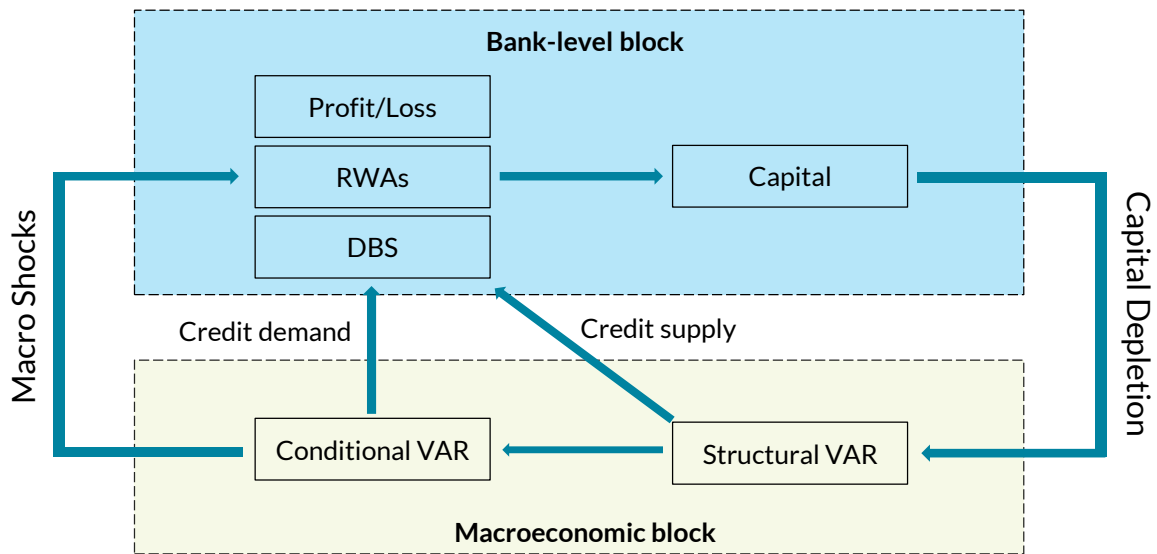 Bank-level block
Profit/Loss
RWAs
DBS
Capital
Macro Shocks
Capital Depletion
Credit demand
Credit supply
Conditional VAR
Structural VAR
Macroeconomic block